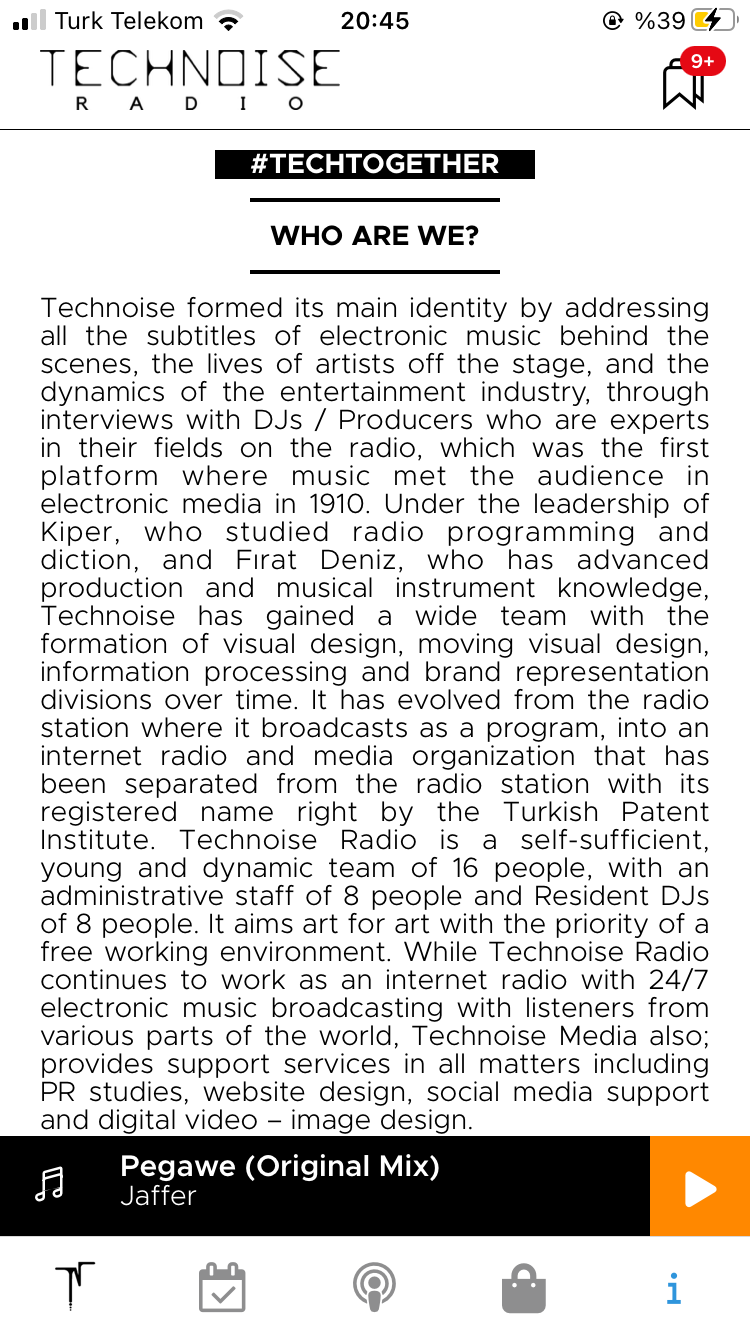 Turk Telekom 20:45 %39
TECHNOISE
RADIO
9+
#TECHTOGETHER
WHO ARE WE?
Technoise formed its main identity by addressing
all the subtitles of electronic music behind the
scenes, the lives of artists off the stage, and the
dynamics of the entertainment industry, through
interviews with DJs / Producers who are experts
in their fields on the radio, which was the first
platform where music met the audience in
electronic media in 1910. Under the leadership of
Kiper, who studied radio programming and
diction, and Fırat Deniz, who has advanced
production and musical instrument knowledge,
Technoise has gained a wide team with the
formation of visual design, moving visual design,
information processing and brand representation
divisions over time. It has evolved from the radio
station where it broadcasts as a program, into an
internet radio and media organization that has
been separated from the radio station with its
registered name right by the Turkish Patent
Institute. Technoise Radio is a self-sufficient,
young and dynamic team of 16 people, with an
administrative staff of 8 people and Resident DJs
of 8 people. It aims art for art with the priority of a
free working environment. While Technoise Radio
continues to work as an internet radio with 24/7
electronic music broadcasting with listeners from
various parts of the world, Technoise Media also;
provides support services in all matters including
PR studies, website design, social media support
and digital video – image design.
Pegawe (Original Mix)
Jaffer